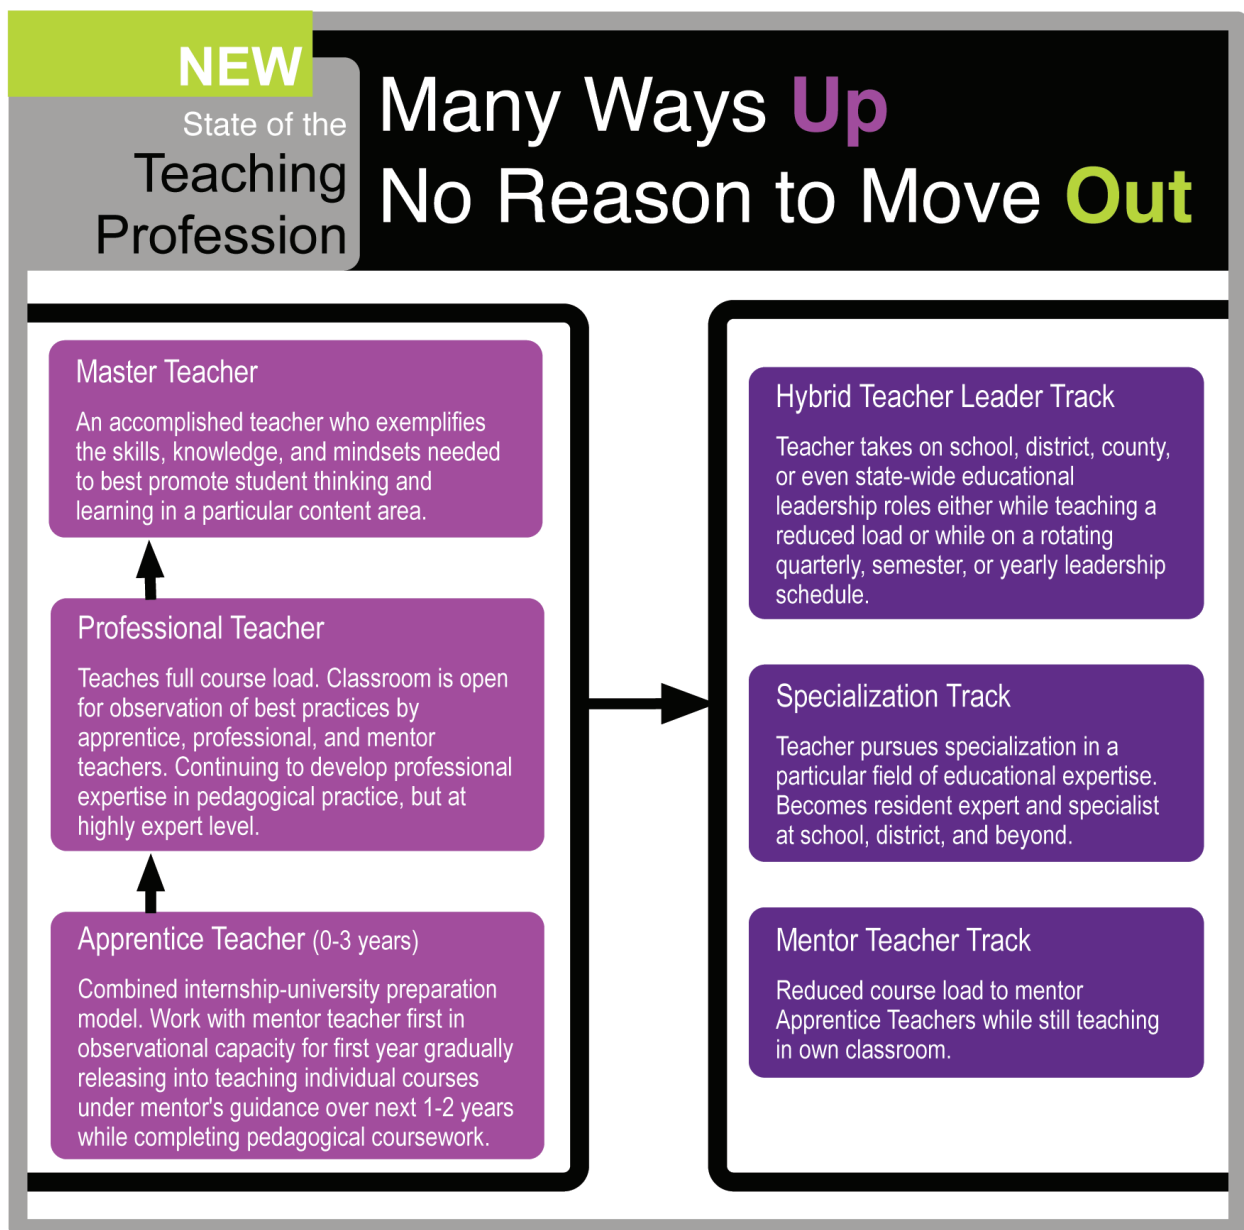 NEW
State of the
Teaching
Profession
Many Ways Up
No Reason to Move Out
Master Teacher
An accomplished teacher who exemplifies
the skills, knowledge, and mindsets needed
to best promote student thinking and
learning in a particular content area.
Professional Teacher
Teaches full course load. Classroom is open
for observation of best practices by
apprentice, professional, and mentor
teachers. Continuing to develop professional
expertise in pedagogical practice, but at
highly expert level.
Apprentice Teacher (0-3 years)
Combined internship-university preparation
model. Work with mentor teacher first in
observational capacity for first year gradually
releasing into teaching individual courses
under mentor's guidance over next 1-2 years
while completing pedagogical coursework.
Hybrid Teacher Leader Track
Teacher takes on school, district, county,
or even state-wide educational
leadership roles either while teaching a
reduced load or while on a rotating
quarterly, semester, or yearly leadership
schedule.
Specialization Track
Teacher pursues specialization in a
particular field of educational expertise.
Becomes resident expert and specialist
at school, district, and beyond.
Mentor Teacher Track
Reduced course load to mentor
Apprentice Teachers while still teaching
in own classroom.